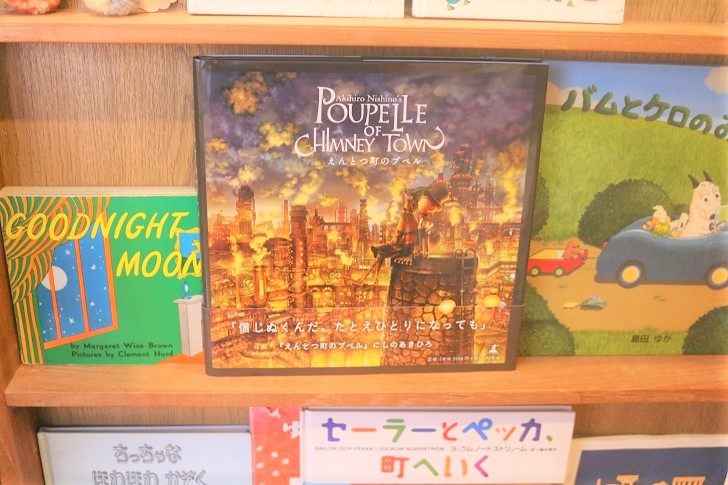 Akihiro Nishino's
POUPELLE
OF
CHIMNEY TOWN
えんとつ町のプペル
「信じぬくんだ。たとえひとりになっても」
『えんとつ町のプペル』にしのあきひろ
GOODNIGHT
MOON
by Margaret Wise Brown
Pictures by Clement Hurd
バムとケロのお
島田 ゆか
ちっちゃな
ほわほわ かぞく
セーラーとペッカ、
SAILOR OCH PEKKA・JOCKUM NORDSTRÖM
ヨックム・ノードストリューム
町へいく